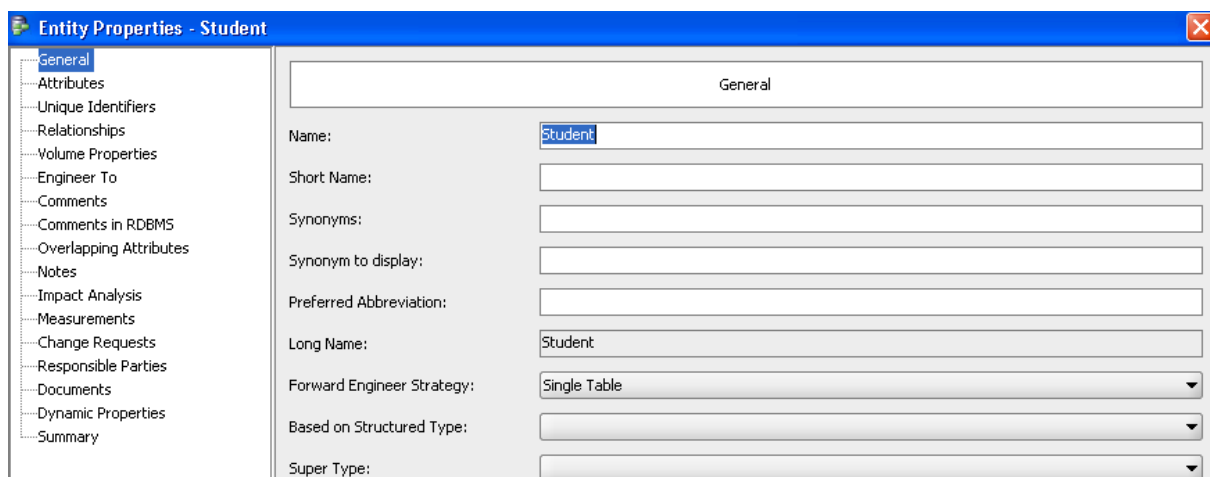 Entity Properties - Student
General
Attributes
Unique Identifiers
Relationships
Volume Properties
Engineer To
Comments
Comments in RDBMS
Overlapping Attributes
Notes
Impact Analysis
Measurements
Change Requests
Responsible Parties
Documents
Dynamic Properties
Summary
General
Name: Student
Short Name:
Synonyms:
Synonym to display:
Preferred Abbreviation:
Long Name: Student
Forward Engineer Strategy: Single Table
Based on Structured Type:
Super Type: